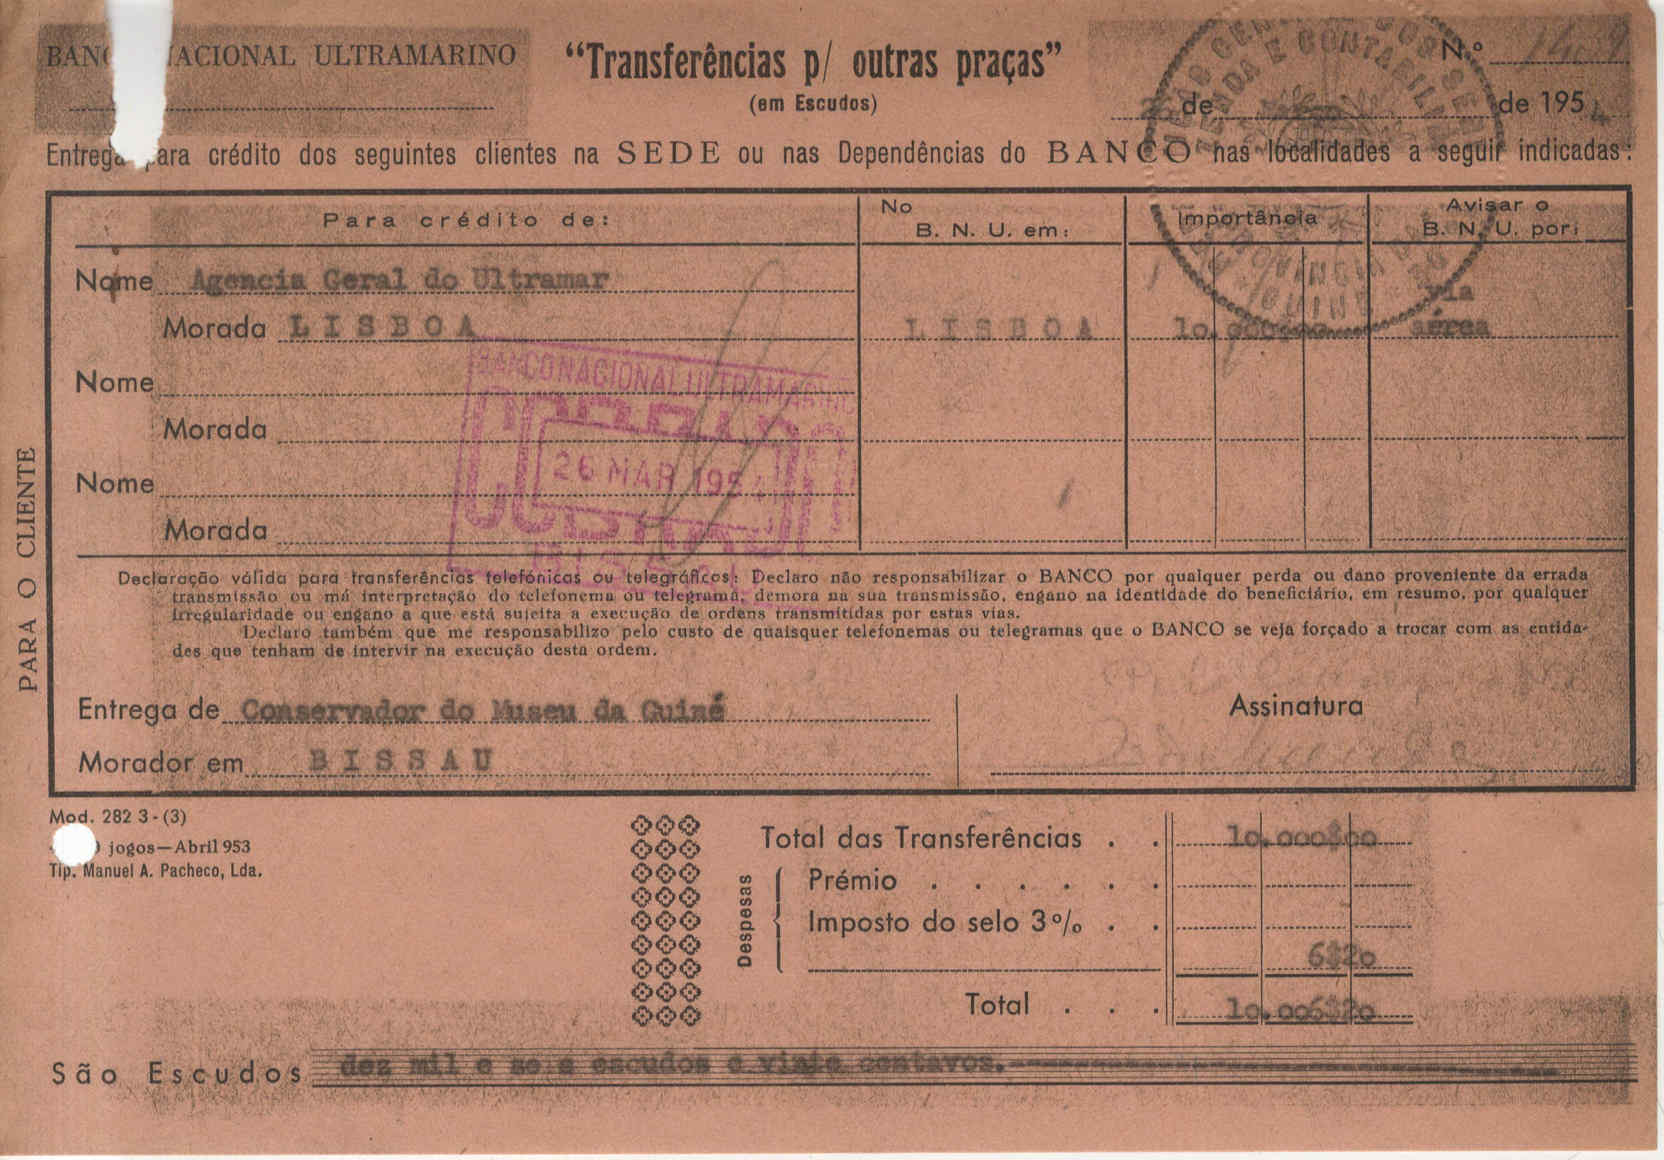 BANCO NACIONAL ULTRAMARINO
“Transferências p/ outras praças”
(em Escudos)
N.º
de de 1954
Entrega para crédito dos seguintes clientes na SEDE ou nas Dependências do BANCO nas localidades a seguir indicadas:
Para crédito de:
No
B. N. U. em:
Importância
Avisar o
B. N. U. por:
Nome Agencia Geral do Ultramar
via
Morada LISBOA LISBOA 10.000$00 aérea
Nome
BANCO NACIONAL ULTRAMARINO
Morada
26 MAR 1954
Nome
Morada
BISSAU
Declaração válida para transferências telefónicas ou telegráficas: Declaro não responsabilizar o BANCO por qualquer perda ou dano proveniente da errada
transmissão ou má interpretação do telefonema ou telegrama, demora na sua transmissão, engano na identidade do beneficiário, em resumo, por qualquer
irregularidade ou engano a que está sujeita a execução de ordens transmitidas por estas vias.
Declaro também que me responsabilizo pelo custo de quaisquer telefonemas ou telegramas que o BANCO se veja forçado a trocar com as entida-
des que tenham de intervir na execução desta ordem.
PARA O CLIENTE
Entrega de Conservador do Museu da Guiné
Morador em BISSAU
Assinatura
Mod. 282 3-(3)
jogos—Abril 953
Tip. Manuel A. Pacheco, Lda.
Total das Transferências . . 10.000$00
Despesas
Prémio . . . . . .
Imposto do selo 3% . .
6$20
Total . . . 10.006$20
São Escudos dez mil e seis escudos e vinte centavos.